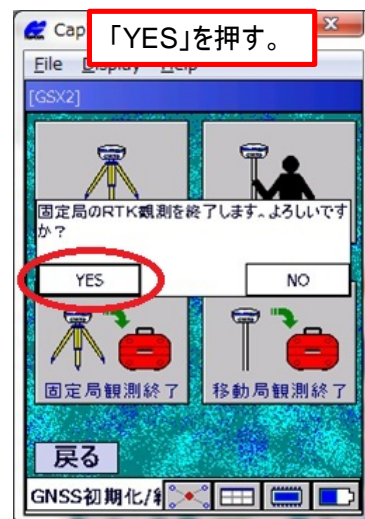 「YES」を押す。
Cap
File Display Help
[GSX2]
固定局のRTK観測を終了します。よろしいです
か？
YES NO
固定局観測終了 移動局観測終了
戻る
GNSS初期化/